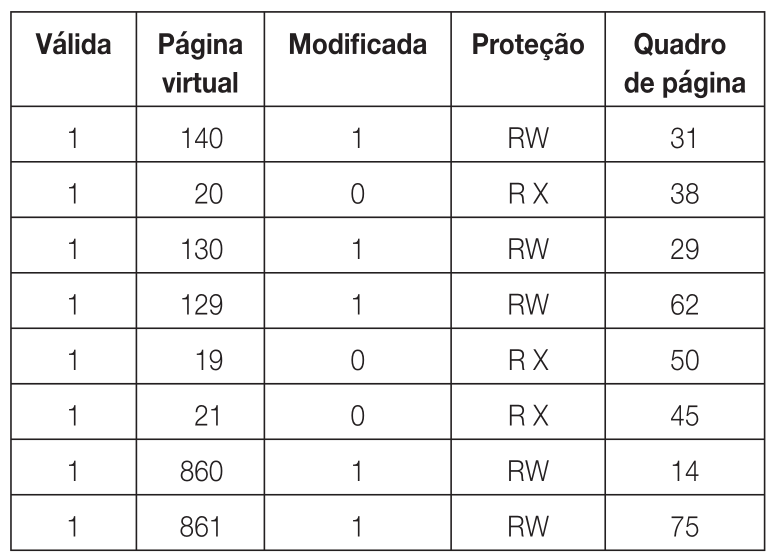 Válida Página virtual Modificada Proteção Quadro de página
1 140 1 RW 31
1 20 0 R X 38
1 130 1 RW 29
1 129 1 RW 62
1 19 0 R X 50
1 21 0 R X 45
1 860 1 RW 14
1 861 1 RW 75